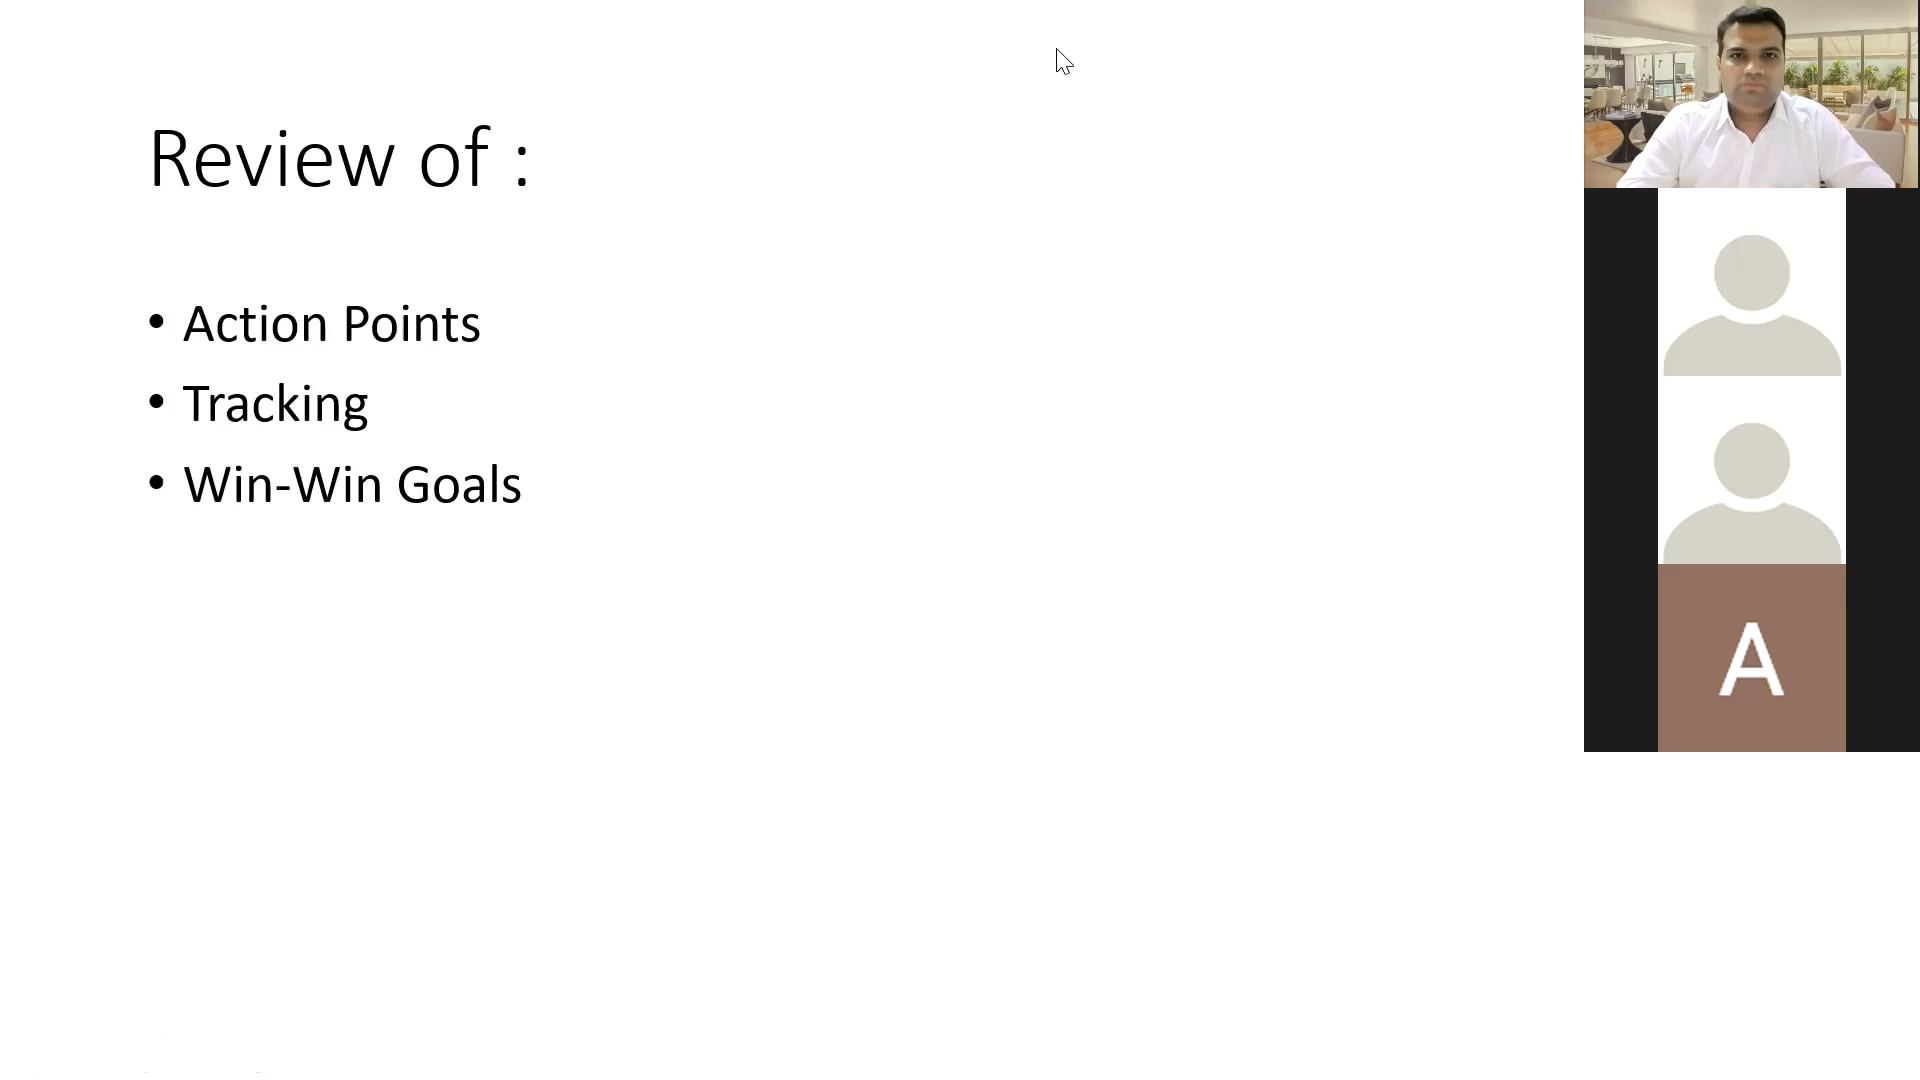 Review of :
• Action Points
• Tracking
• Win-Win Goals
A